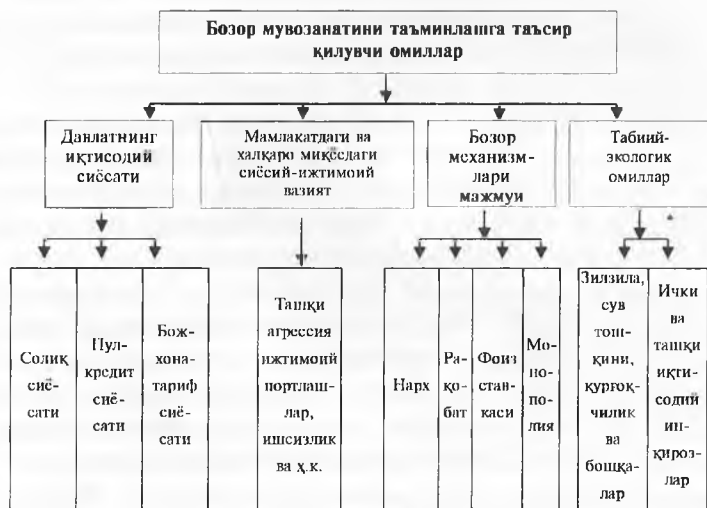 Бозор мувозанатини таъминлашга таъсир
қилувчи омиллар
Давлатнинг
иқтисодий
сиёсати
Мамлакатдаги ва
халқаро миқёсдаги
сиёсий-ижтимоий
вазият
Бозор
механизм-
лари
мажмуи
Табиий-
экологик
омиллар
Солиқ
сиё-
сати
Пул-
кредит
сиё-
сати
Бож-
хона-
тариф
сиё-
сати
Ташқи
агрессия
ижтимоий
портлаш-
лар,
ишсизлик
ва ҳ.к.
Нарх
Ра-
қо-
бат
Фоиз
став-
каси
Мо-
но-
по-
лия
Зилзила,
сув
тош-
қини,
қурғоқ-
чилик
ва
бошқа-
лар
Ички
ва
ташқи
иқти-
содий
ин-
қироз-
лар